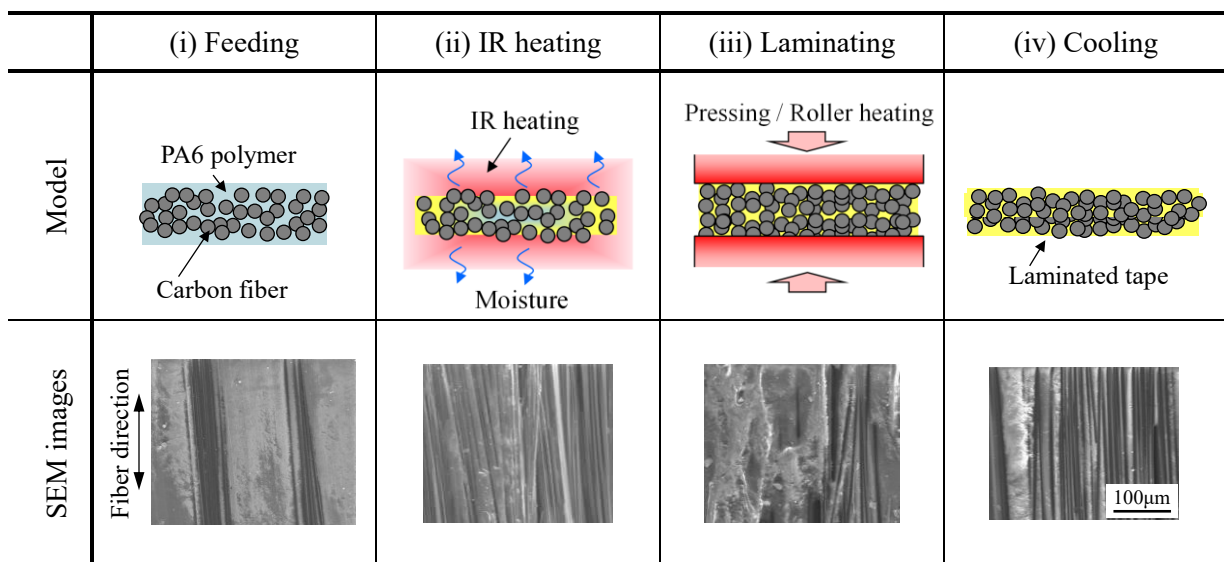 (i) Feeding
(ii) IR heating
(iii) Laminating
(iv) Cooling
Model
PA6 polymer
Carbon fiber
IR heating
Moisture
Pressing / Roller heating
Laminated tape
SEM images
Fiber direction
100μm